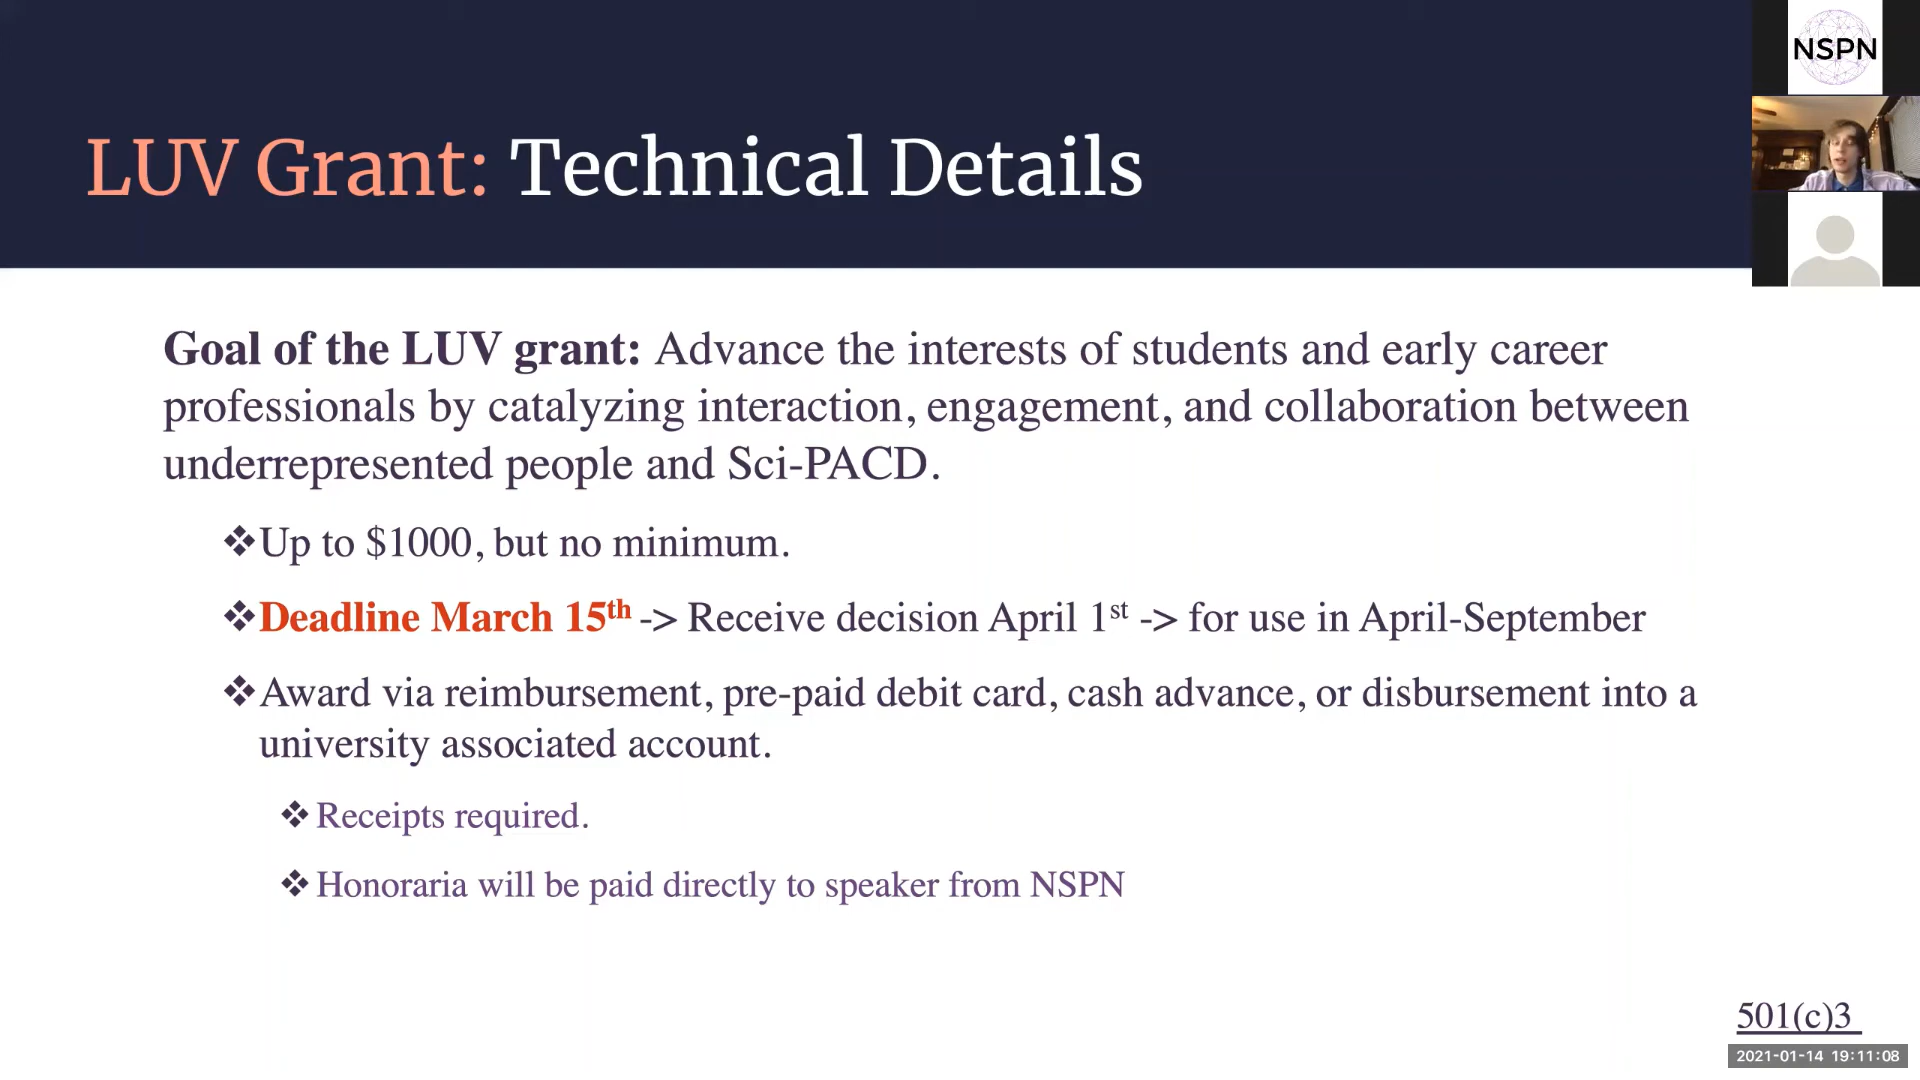 NSPN
LUV Grant: Technical Details
Goal of the LUV grant: Advance the interests of students and early career
professionals by catalyzing interaction, engagement, and collaboration between
underrepresented people and Sci-PACD.
❖Up to $1000, but no minimum.
❖Deadline March 15th -> Receive decision April 1st -> for use in April-September
❖Award via reimbursement, pre-paid debit card, cash advance, or disbursement into a
university associated account.
❖ Receipts required.
❖ Honoraria will be paid directly to speaker from NSPN
501(c)3
2021-01-14 19:11:08